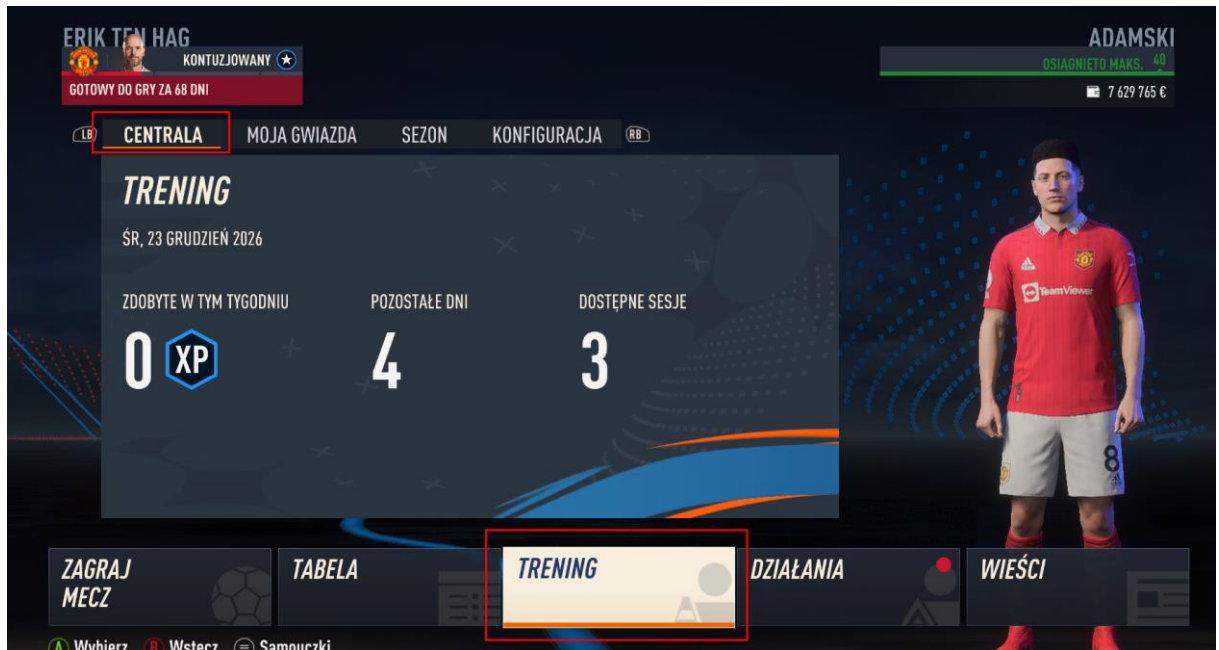 ERIK TEN HAG
ADAMSKI
KONTUZJOWANY
OSIĄGNIĘTO MAKS. 40
GOTOWY DO GRY ZA 68 DNI
7 629 765 €
LB CENTRALA MOJA GWIAZDA SEZON KONFIGURACJA RB
TRENING
ŚR, 23 GRUDZIEŃ 2026
ZDOBYTE W TYM TYGODNIU POZOSTAŁE DNI DOSTĘPNE SESJE
0 XP 4 3
TeamViewer
8
ZAGRAJ MECZ
TABELA
TRENING
DZIAŁANIA
WIEŚCI
A Wybierz B Wstecz Samouczki